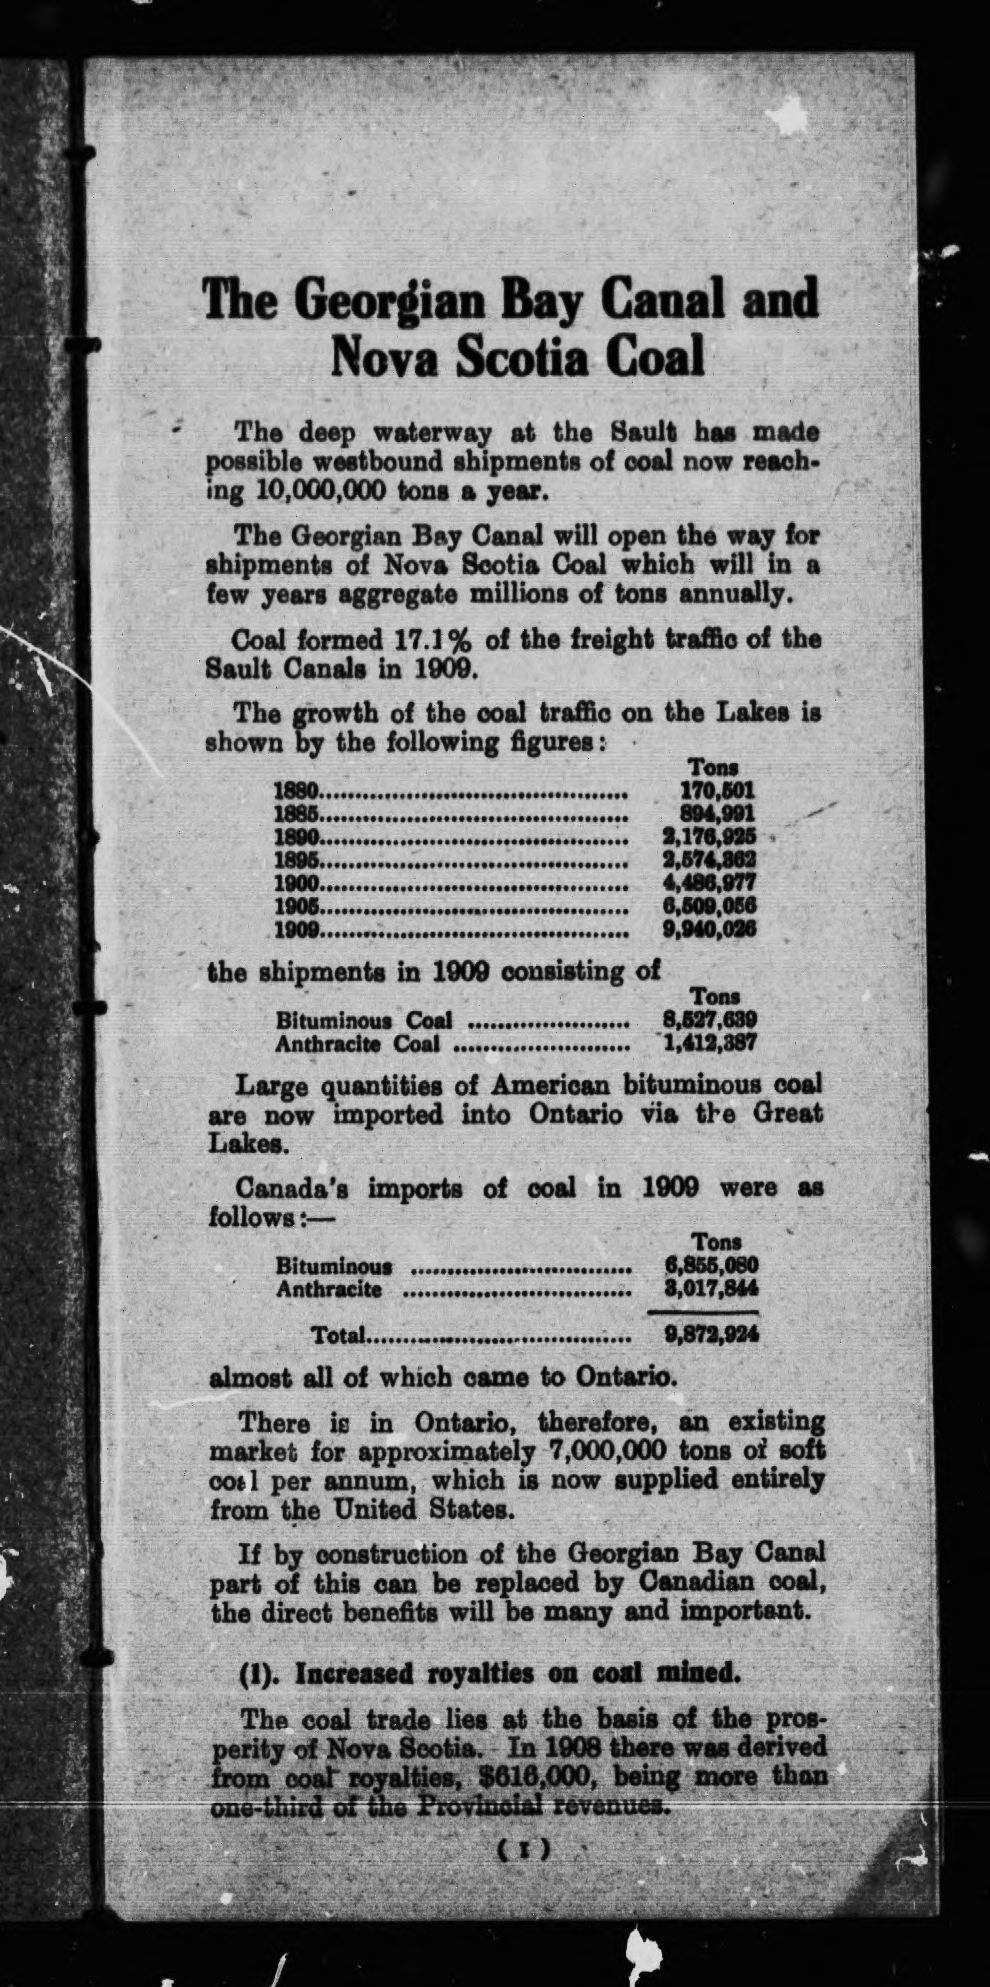 The Georgian Bay Canal and
Nova Scotia Coal
The deep waterway at the Sault has made
possible westbound shipments of coal now reach-
ing 10,000,000 tons a year.
The Georgian Bay Canal will open the way for
shipments of Nova Scotia Coal which will in a
few years aggregate millions of tons annually.
Coal formed 17.1% of the freight traffic of the
Sault Canals in 1909.
The growth of the coal traffic on the Lakes is
shown by the following figures:
Tons
1880.......................................... 170,501
1885.......................................... 894,991
1890.......................................... 2,176,925
1895.......................................... 2,574,362
1900.......................................... 4,486,977
1905.......................................... 6,509,056
1909.......................................... 9,940,026
the shipments in 1909 consisting of
Tons
Bituminous Coal ...................... 8,527,639
Anthracite Coal ........................ 1,412,387
Large quantities of American bituminous coal
are now imported into Ontario via the Great
Lakes.
Canada's imports of coal in 1909 were as
follows:—
Tons
Bituminous .............................. 6,855,080
Anthracite ............................... 3,017,844
Total.................................... 9,872,924
almost all of which came to Ontario.
There is in Ontario, therefore, an existing
market for approximately 7,000,000 tons of soft
coal per annum, which is now supplied entirely
from the United States.
If by construction of the Georgian Bay Canal
part of this can be replaced by Canadian coal,
the direct benefits will be many and important.
(1). Increased royalties on coal mined.
The coal trade lies at the basis of the pros-
perity of Nova Scotia. In 1908 there was derived
from coal royalties, $616,000, being more than
one-third of the Provincial revenues.
(1)